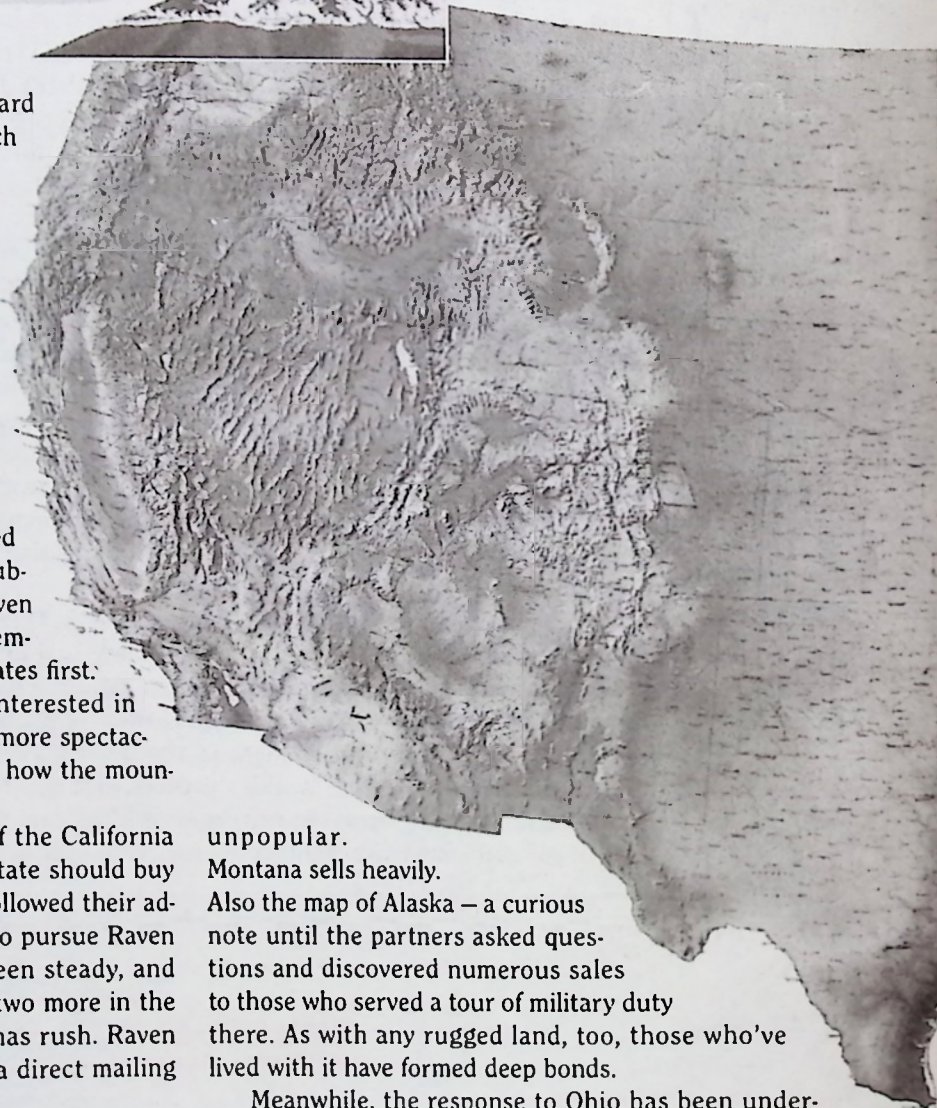 ard
ch
d
ub-
ven
em-
ates first.
nterested in
more spectac-
how the moun-
f the California
tate should buy
ollowed their ad-
o pursue Raven
een steady, and
two more in the
nas rush. Raven
a direct mailing
unpopular.
Montana sells heavily.
Also the map of Alaska – a curious
note until the partners asked ques-
tions and discovered numerous sales
to those who served a tour of military duty
there. As with any rugged land, too, those who've
lived with it have formed deep bonds.
Meanwhile, the response to Ohio has been under-